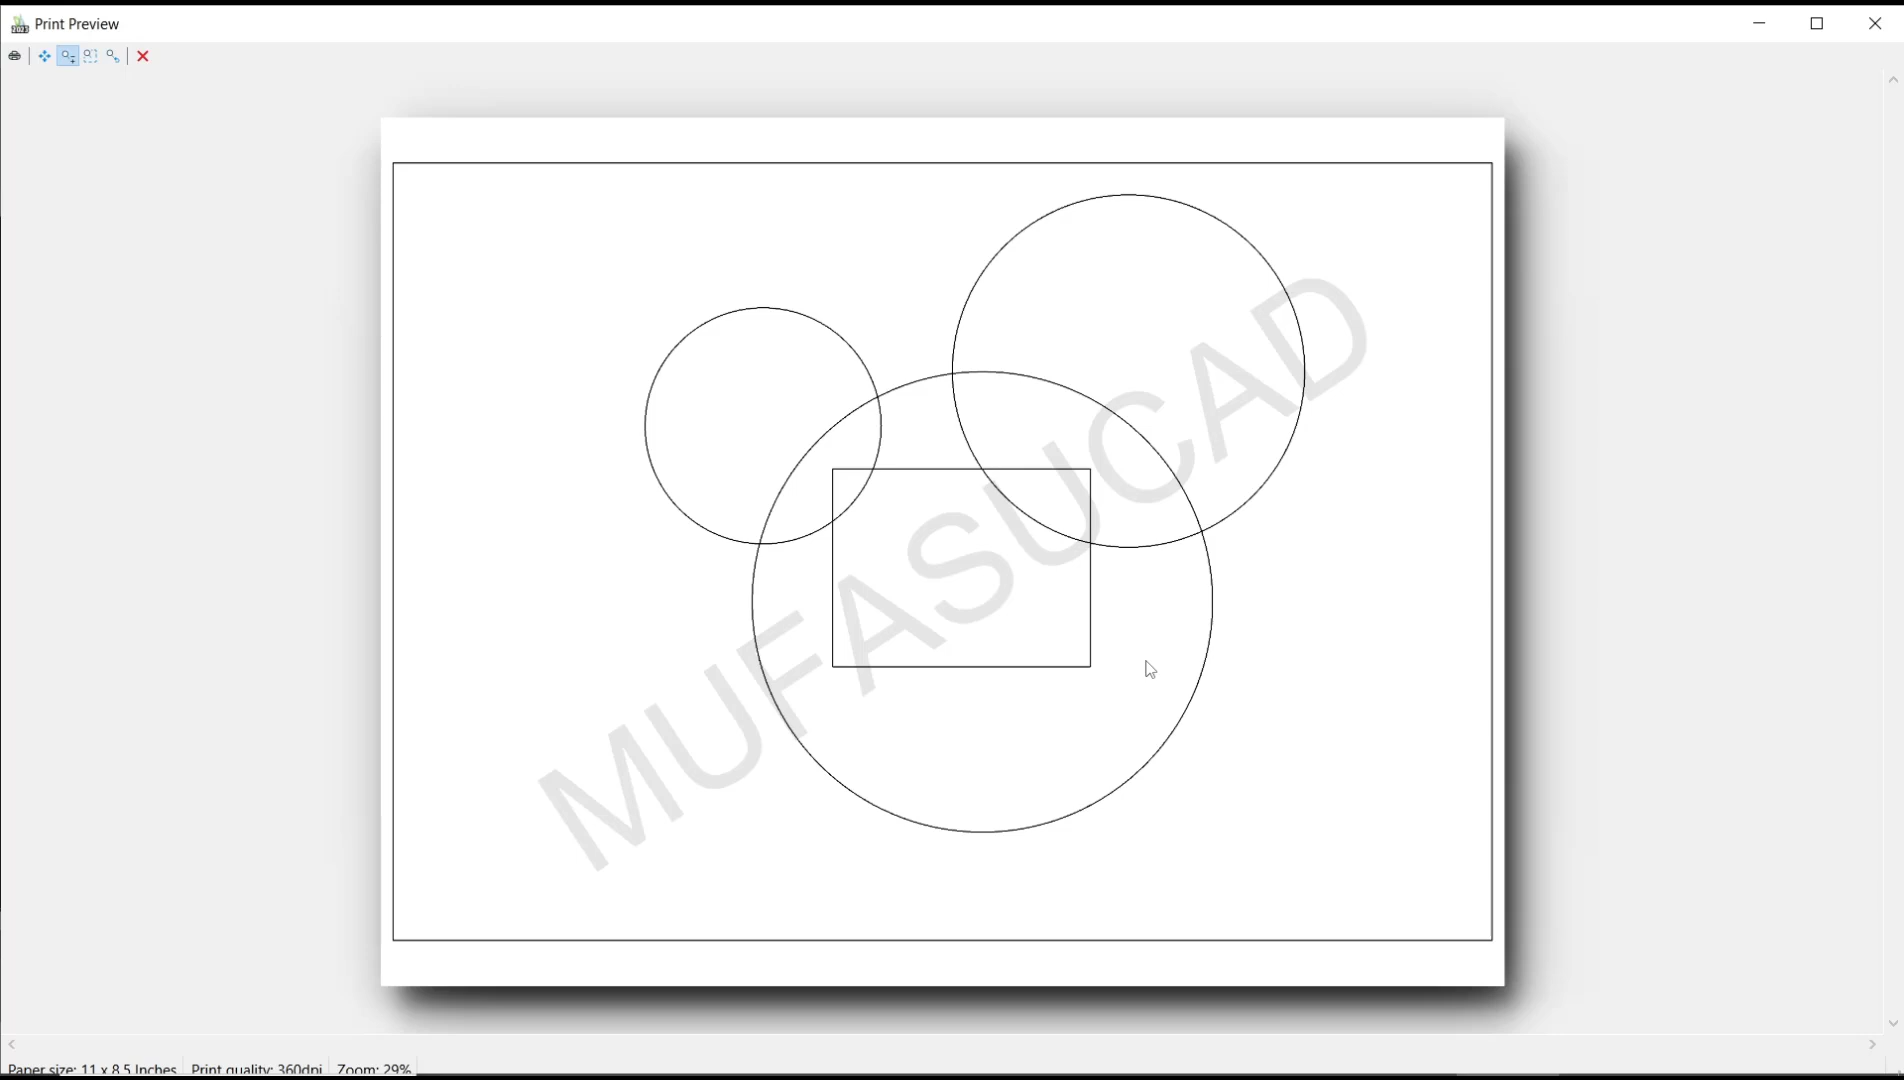 Print Preview
MUFASUCAD
Paper size: 11 x 8.5 Inches Print quality: 360dpi Zoom: 29%